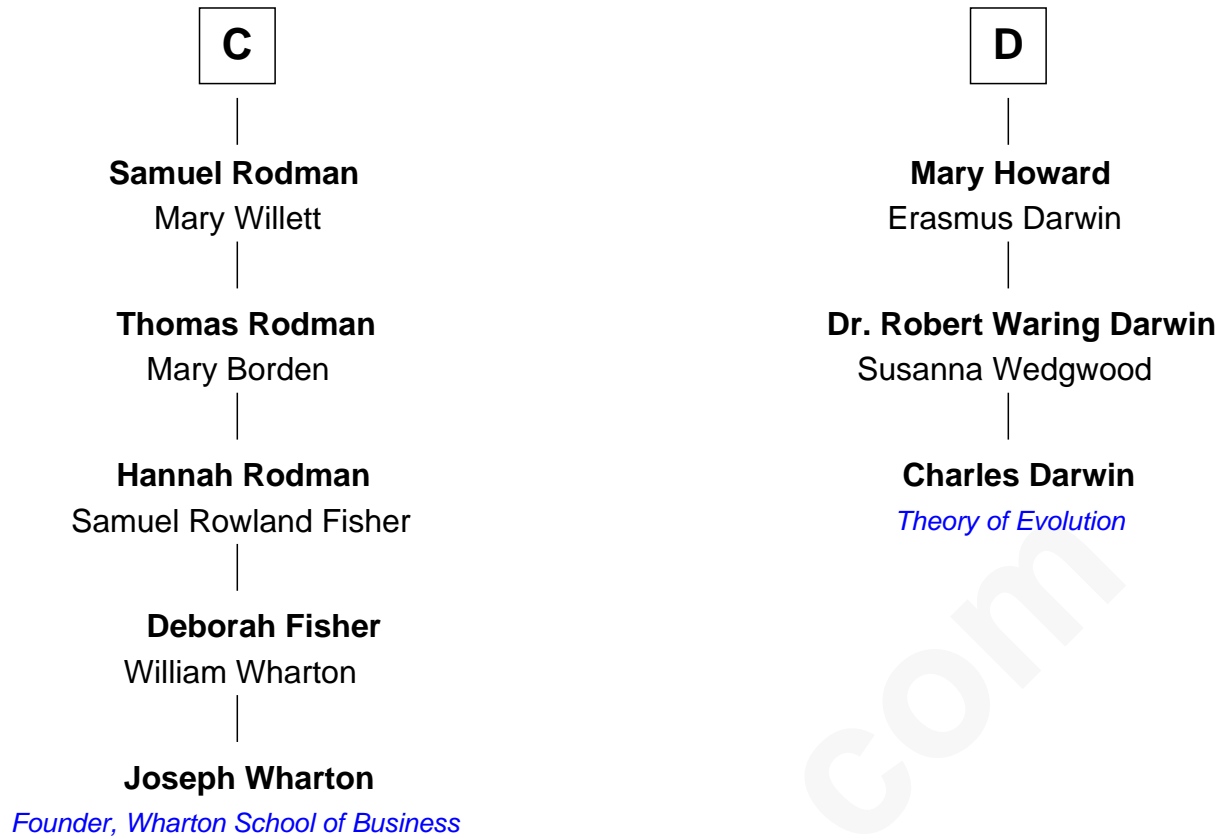 C
Samuel Rodman
Mary Willett
Thomas Rodman
Mary Borden
Hannah Rodman
Samuel Rowland Fisher
Deborah Fisher
William Wharton
Joseph Wharton
Founder, Wharton School of Business
D
Mary Howard
Erasmus Darwin
Dr. Robert Waring Darwin
Susanna Wedgwood
Charles Darwin
Theory of Evolution
com